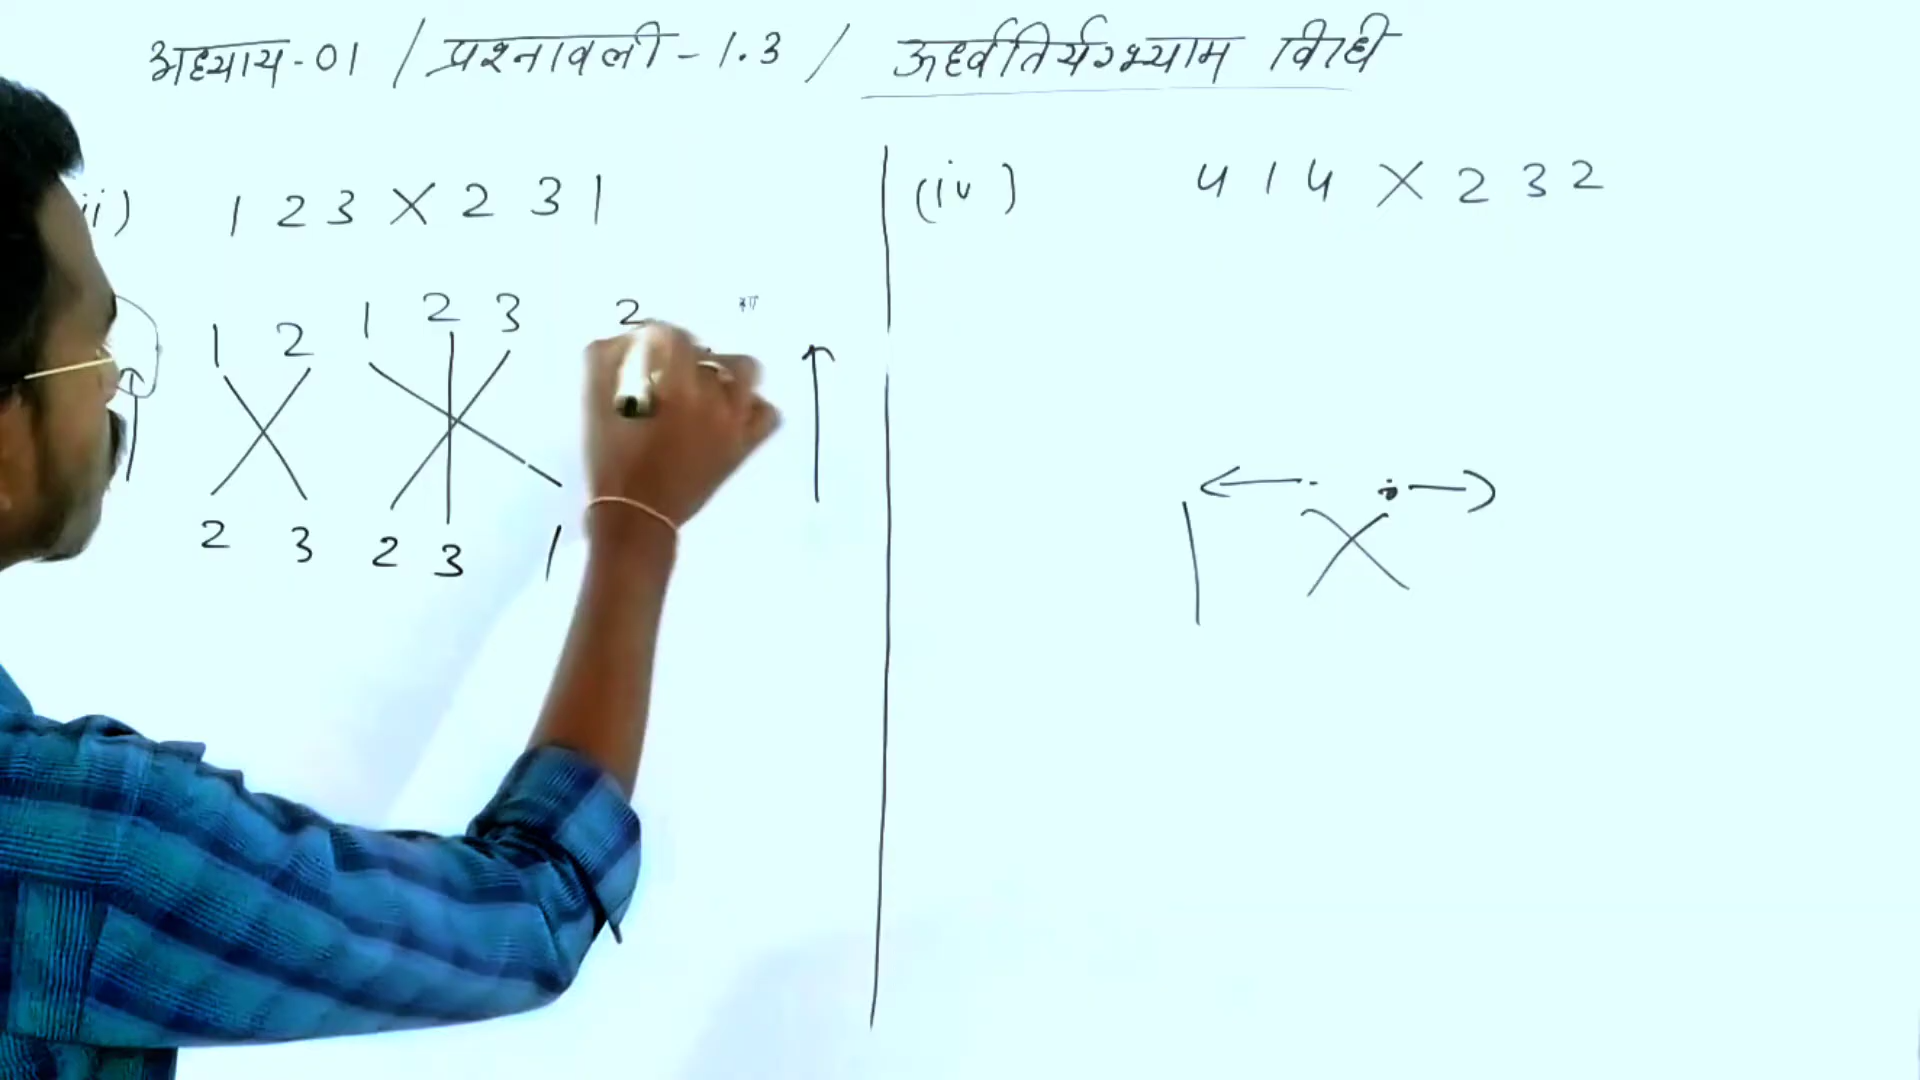 अध्याय-01 / प्रश्नावली-1.3 / ऊर्ध्वतिर्यग्भ्याम विधि
ii) 123 X 231
1 2 1 2 3 2
2 3 2 3 1
(iv) 414 X 232